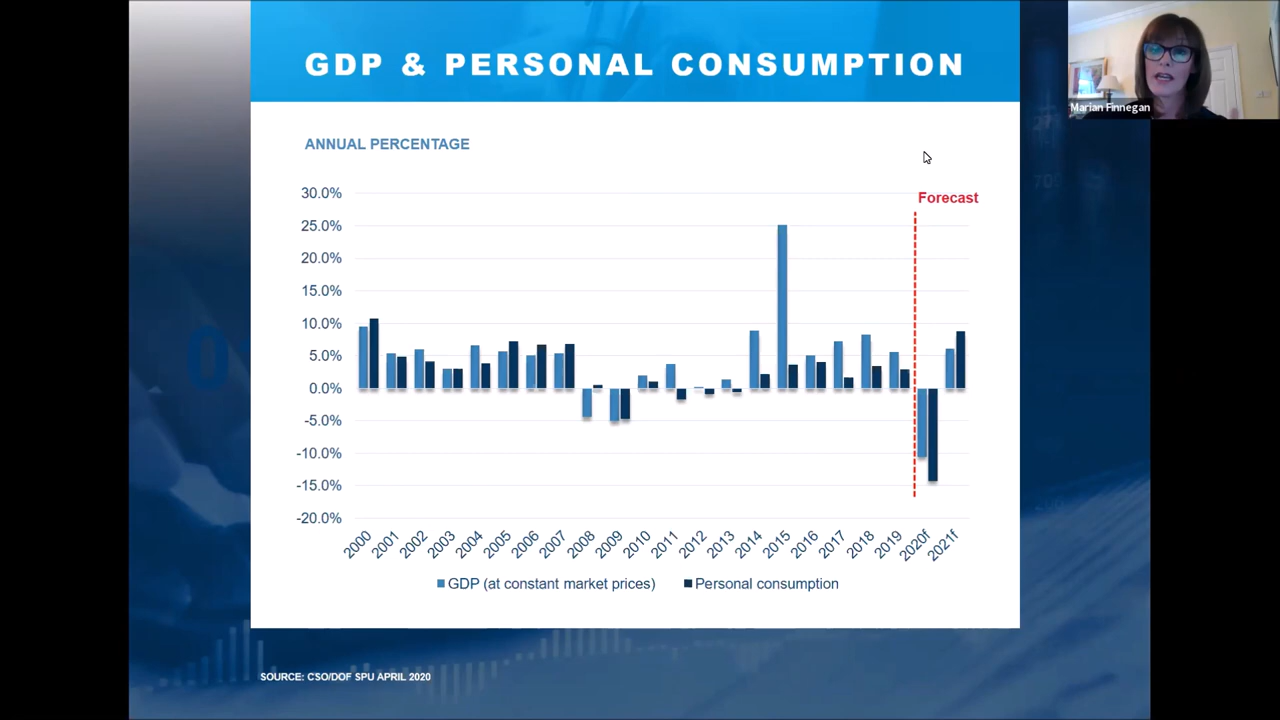 GDP & PERSONAL CONSUMPTION
Marian Finnegan
ANNUAL PERCENTAGE
Forecast
30.0%
25.0%
20.0%
15.0%
10.0%
5.0%
0.0%
-5.0%
-10.0%
-15.0%
-20.0%
2000 2001 2002 2003 2004 2005 2006 2007 2008 2009 2010 2011 2012 2013 2014 2015 2016 2017 2018 2019 2020f 2021f
GDP (at constant market prices) Personal consumption
SOURCE: CSO/DOF SPU APRIL 2020